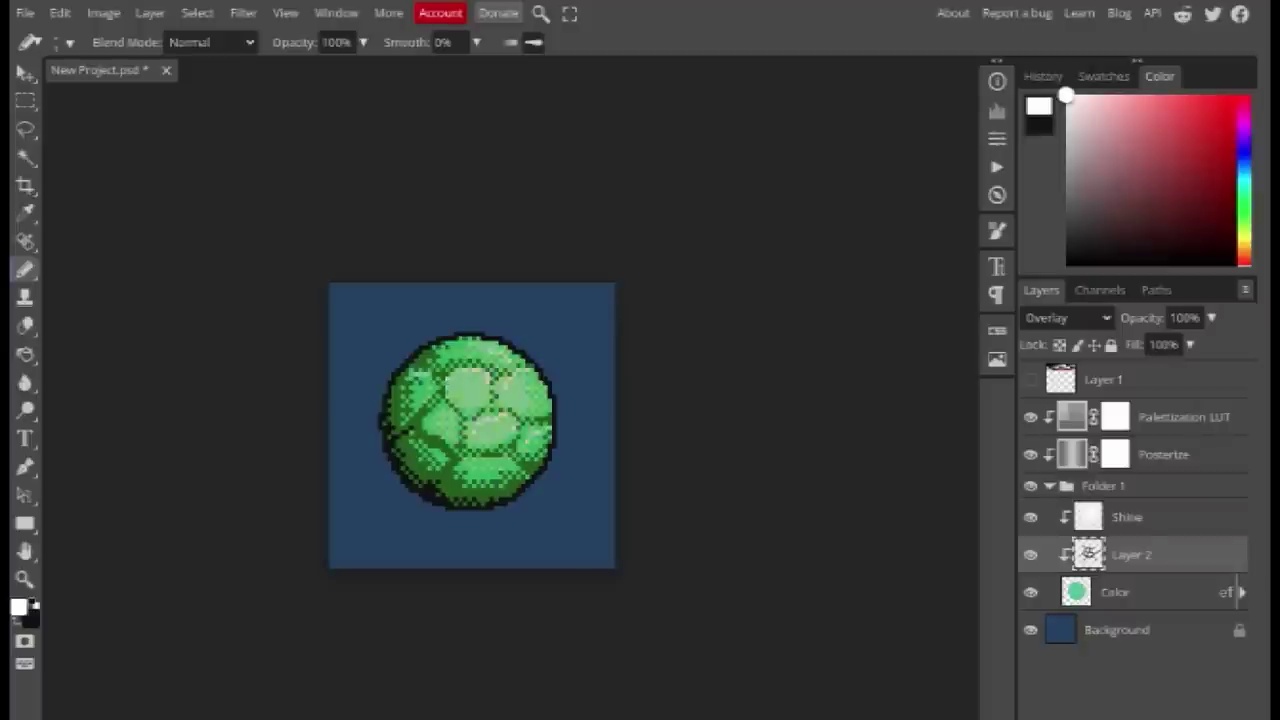 File Edit Image Layer Select Filter View Window More Account Donate About Report a bug Learn Blog API
Blend Mode: Normal Opacity: 100% Smooth: 0%
New Project.psd *
History Swatches Color
Layers Channels Paths
Overlay Opacity: 100%
Lock: Fill: 100%
Layer 1
Palettization LUT
Posterize
Folder 1
Shine
Layer 2
Color eff
Background